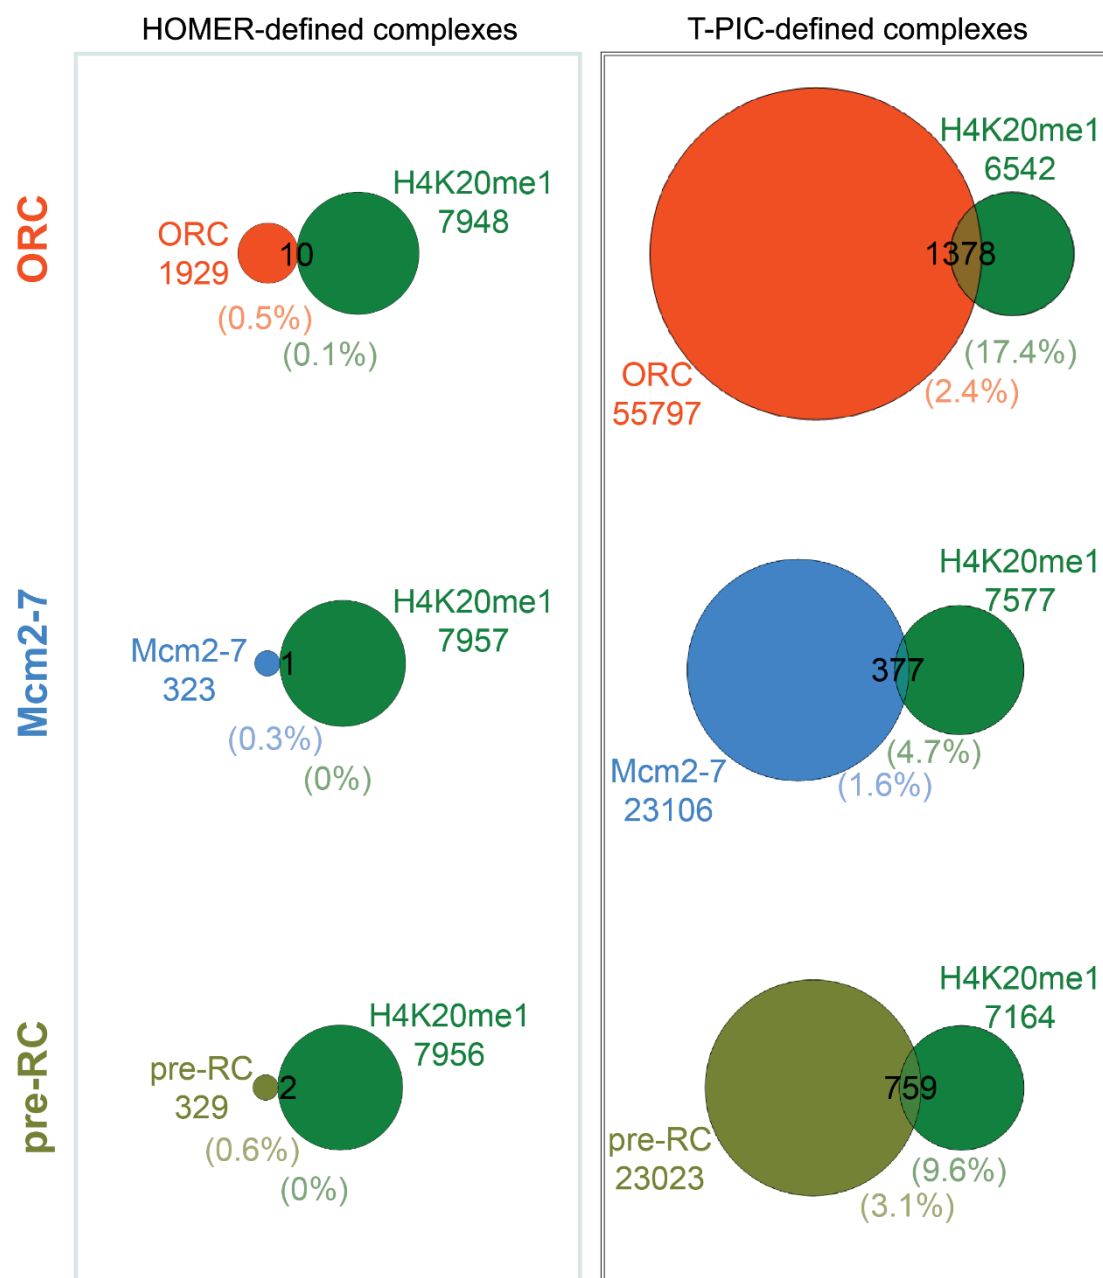 HOMER-defined complexes
T-PIC-defined complexes
ORC
ORC
1929
10
H4K20me1
7948
(0.5%)
(0.1%)
H4K20me1
6542
1378
ORC
55797
(17.4%)
(2.4%)
Mcm2-7
Mcm2-7
323
1
H4K20me1
7957
(0.3%)
(0%)
H4K20me1
7577
377
Mcm2-7
23106
(4.7%)
(1.6%)
pre-RC
pre-RC
329
2
H4K20me1
7956
(0.6%)
(0%)
H4K20me1
7164
759
pre-RC
23023
(9.6%)
(3.1%)